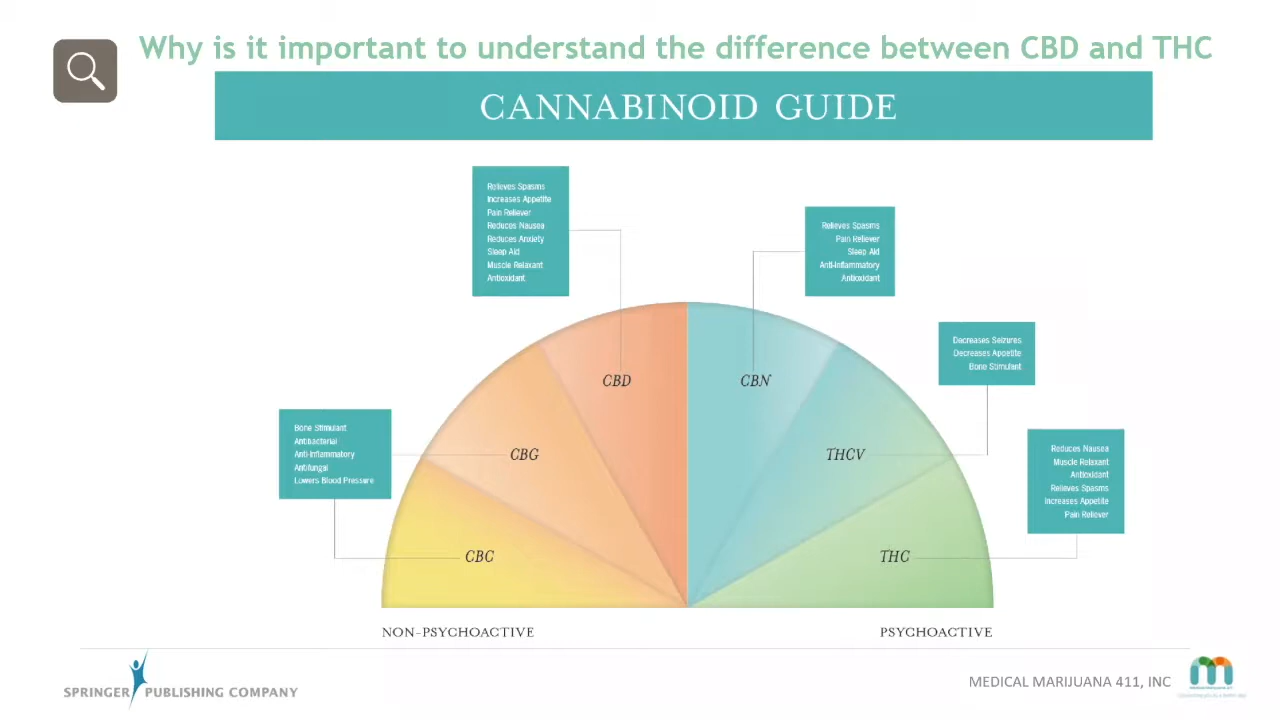 Why is it important to understand the difference between CBD and THC
CANNABINOID GUIDE
Relieves Spasms
Increases Appetite
Pain Reliever
Reduces Nausea
Reduces Anxiety
Sleep Aid
Muscle Relaxant
Antioxidant
Relieves Spasms
Pain Reliever
Sleep Aid
Anti-Inflammatory
Antioxidant
Decreases Seizures
Decreases Appetite
Bone Stimulant
CBD
CBN
Bone Stimulant
Antibacterial
Anti-Inflammatory
Antifungal
Lowers Blood Pressure
CBG
THCV
Reduces Nausea
Muscle Relaxant
Antioxidant
Relieves Spasms
Increases Appetite
Pain Reliever
CBC
THC
NON-PSYCHOACTIVE
PSYCHOACTIVE
SPRINGER PUBLISHING COMPANY
MEDICAL MARIJUANA 411, INC